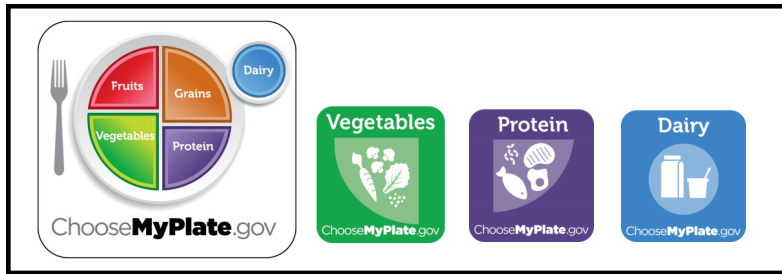 Fruits
Grains
Dairy
Vegetables
Protein
ChooseMyPlate.gov
Vegetables
ChooseMyPlate.gov
Protein
ChooseMyPlate.gov
Dairy
ChooseMyPlate.gov